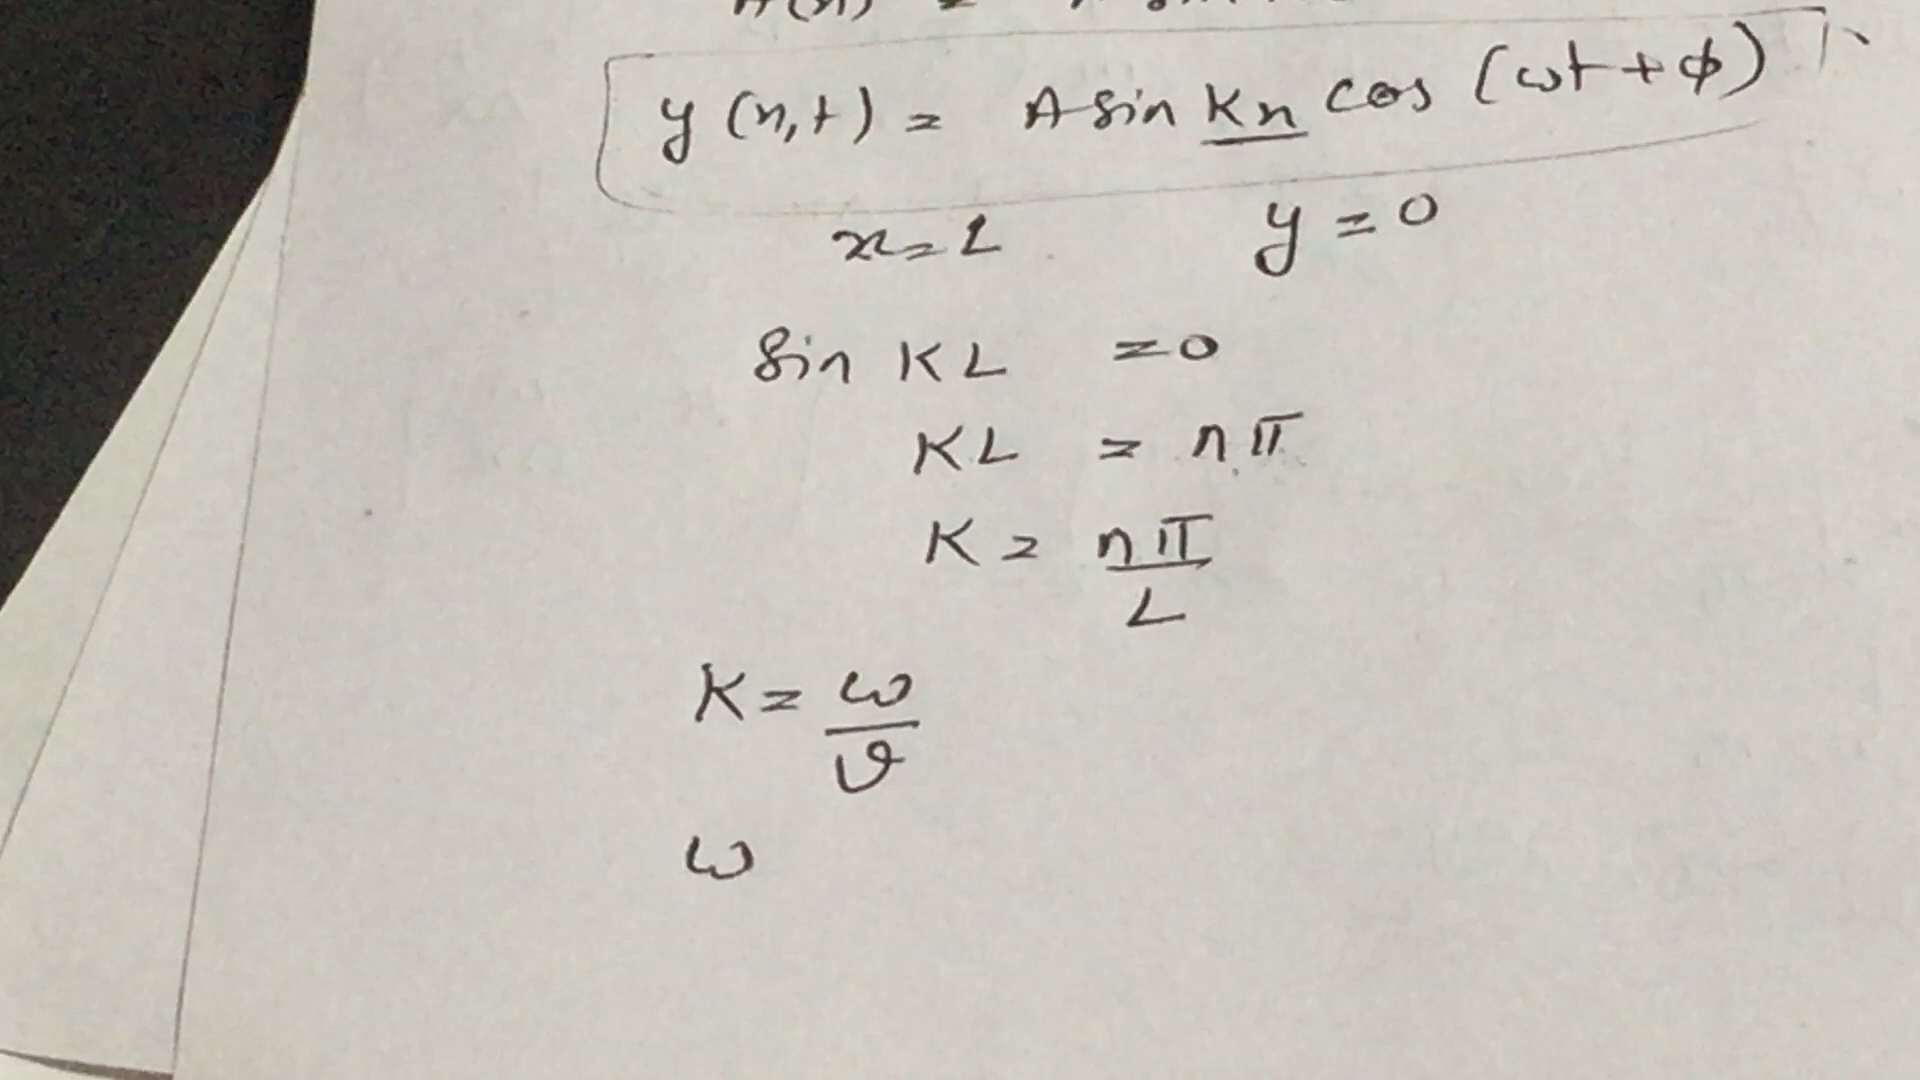 y(x,t) = A sin Kx cos (ωt + ϕ)
x = L y = 0
Sin KL = 0
KL = nπ
K = nπ/L
K = ω/v
ω